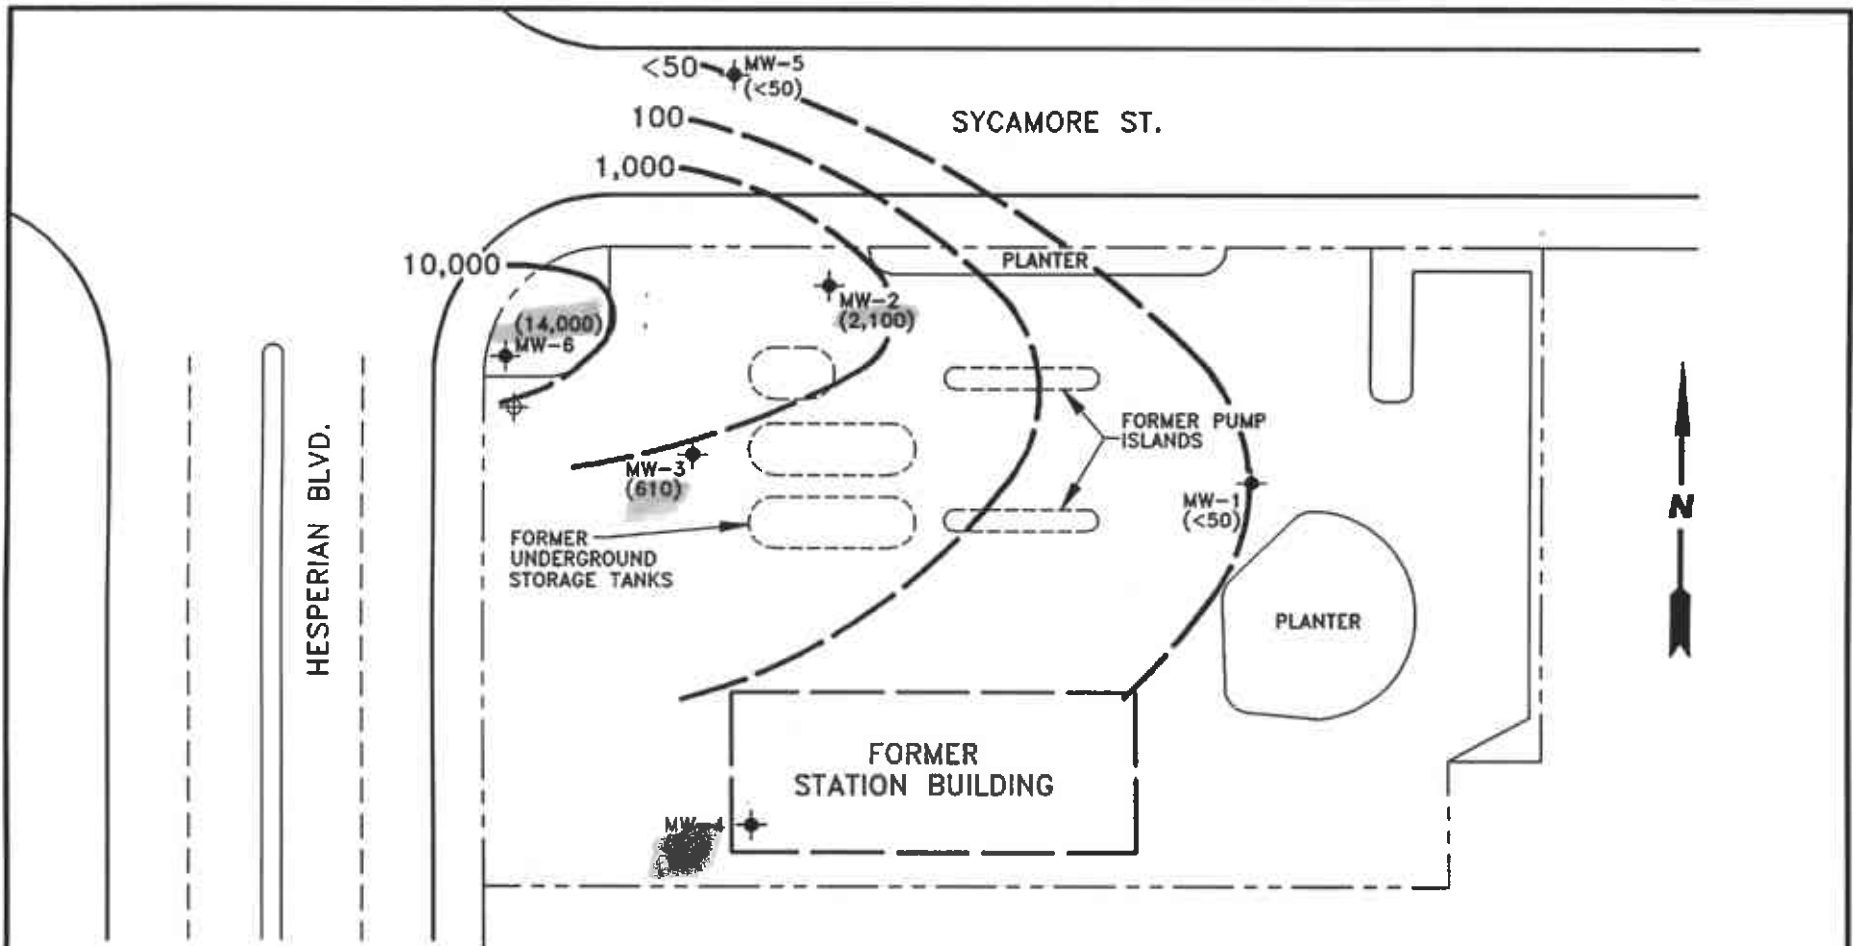 <50
MW-5
(<50)
100
SYCAMORE ST.
1,000
10,000
PLANTER
MW-2
(2,100)
(14,000)
MW-6
HESPERIAN BLVD.
FORMER PUMP
ISLANDS
MW-3
(610)
MW-1
(<50)
N
FORMER
UNDERGROUND
STORAGE TANKS
PLANTER
FORMER
STATION BUILDING
MW-4